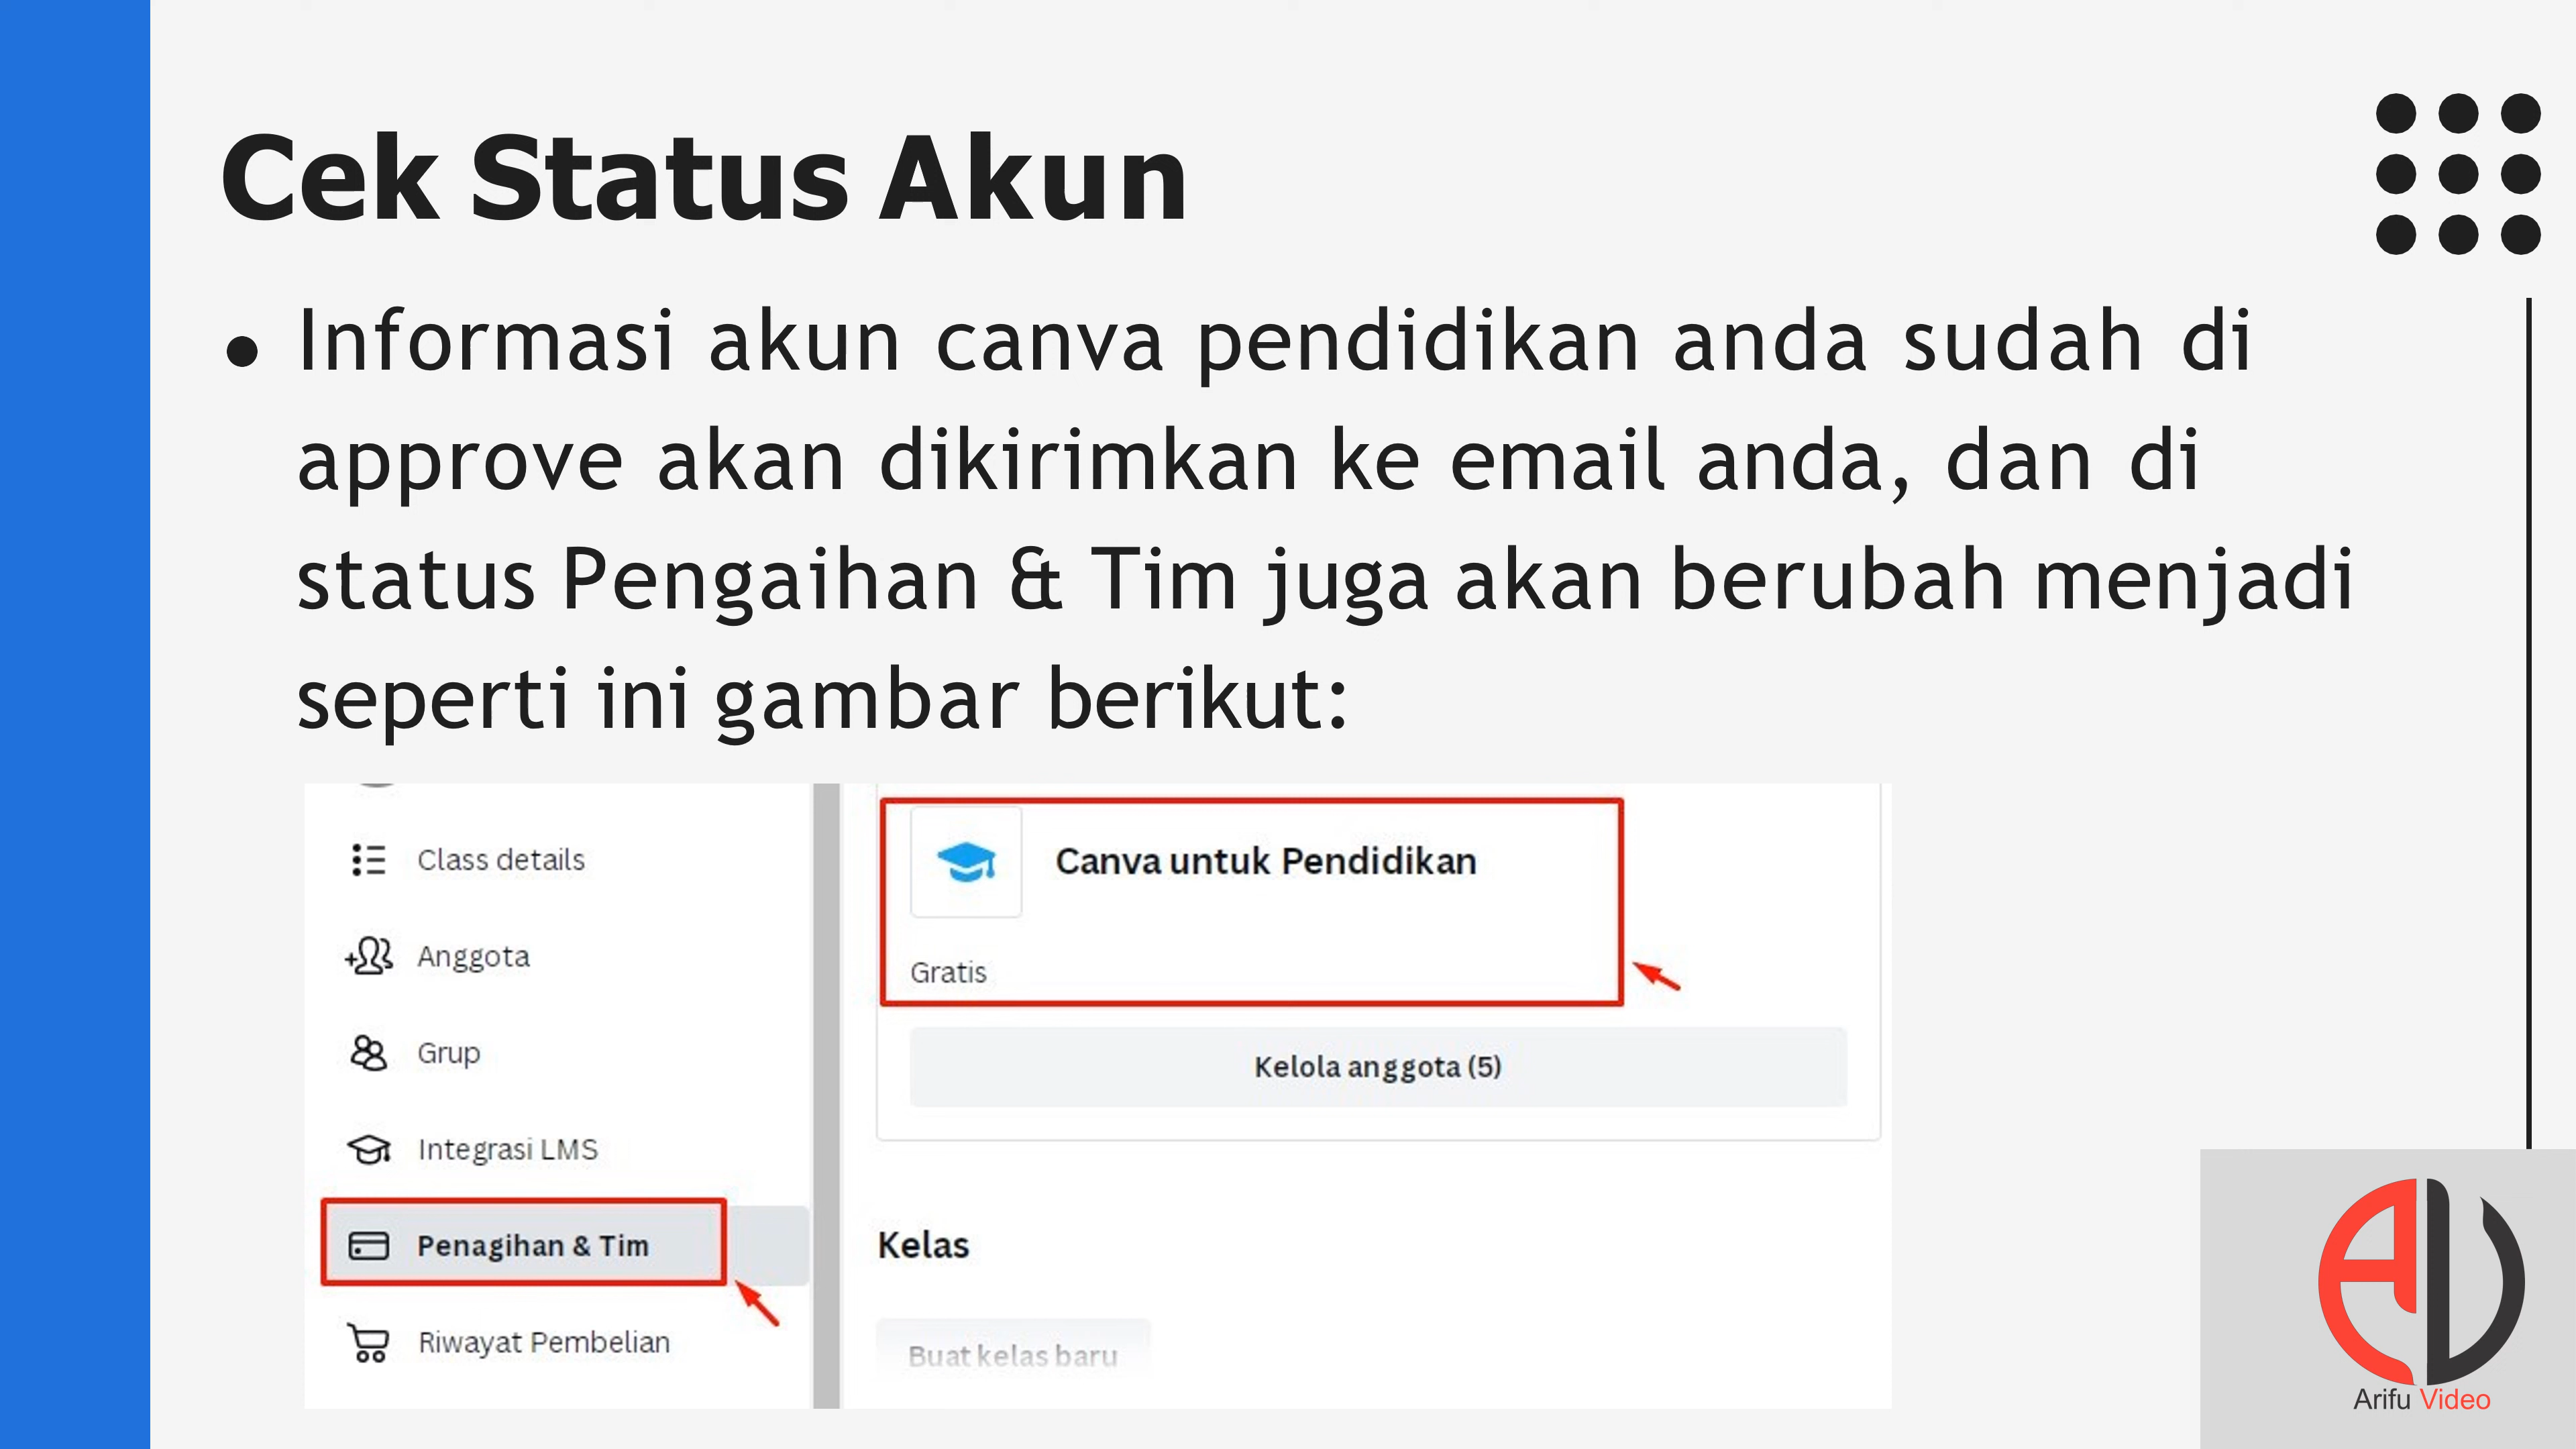 Cek Status Akun
• Informasi akun canva pendidikan anda sudah di
approve akan dikirimkan ke email anda, dan di
status Pengaihan & Tim juga akan berubah menjadi
seperti ini gambar berikut:
Class details
Anggota
Grup
Integrasi LMS
Penagihan & Tim
Riwayat Pembelian
Canva untuk Pendidikan
Gratis
Kelola anggota (5)
Kelas
Buat kelas baru
Arifu Video